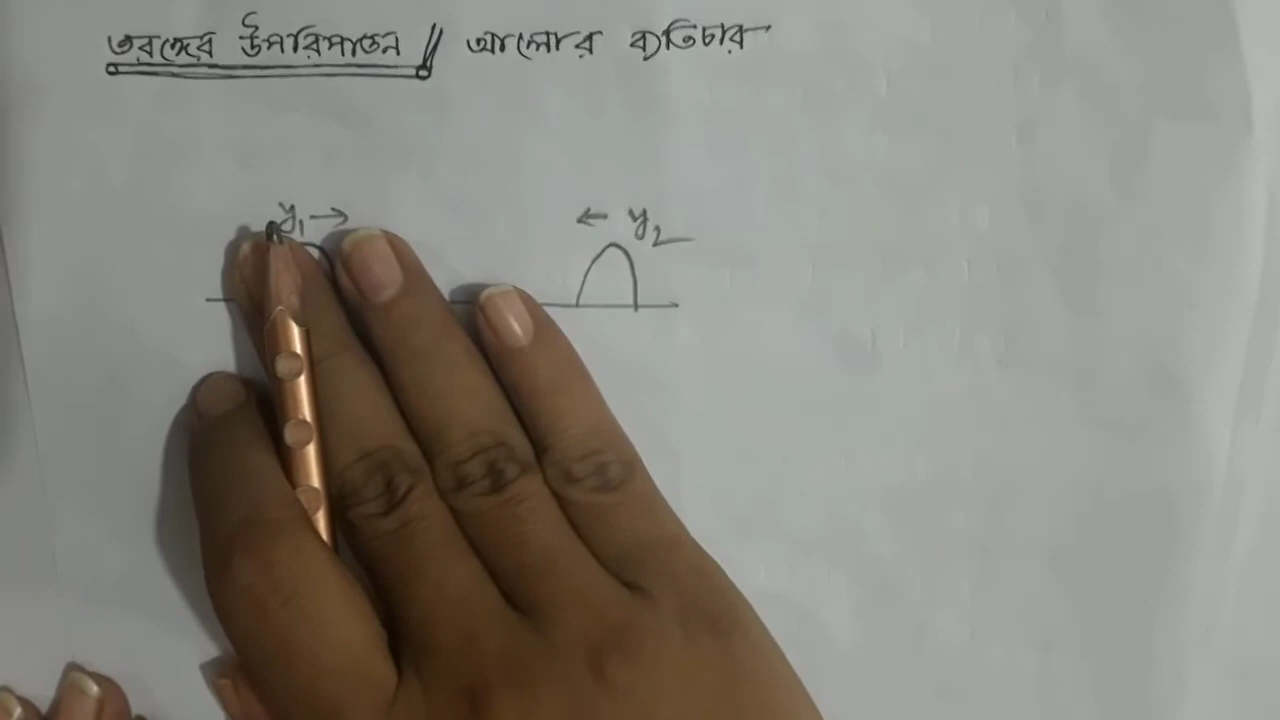 তরঙ্গের উপরিপাতন // আলোর ব্যতিচার
y₁ → ← y₂